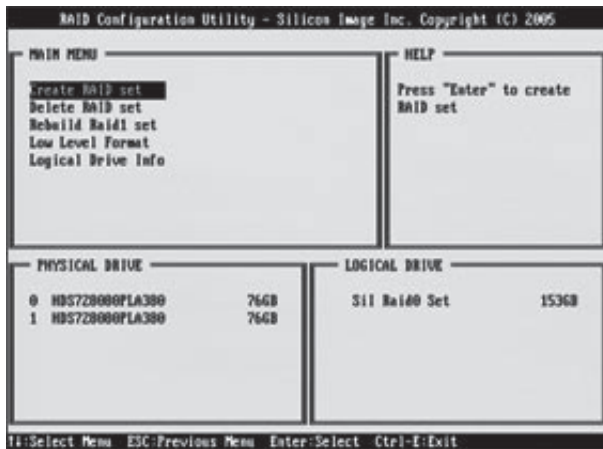 RAID Configuration Utility - Silicon Image Inc. Copyright (C) 2005
MAIN MENU
Create RAID set
Delete RAID set
Rebuild Raid1 set
Low Level Format
Logical Drive Info
HELP
Press "Enter" to create
RAID set
PHYSICAL DRIVE
0 HDS728080PLA380 76GB
1 HDS728080PLA380 76GB
LOGICAL DRIVE
SiI Raid0 Set 153GB
↑↓:Select Menu ESC:Previous Menu Enter:Select Ctrl-E:Exit